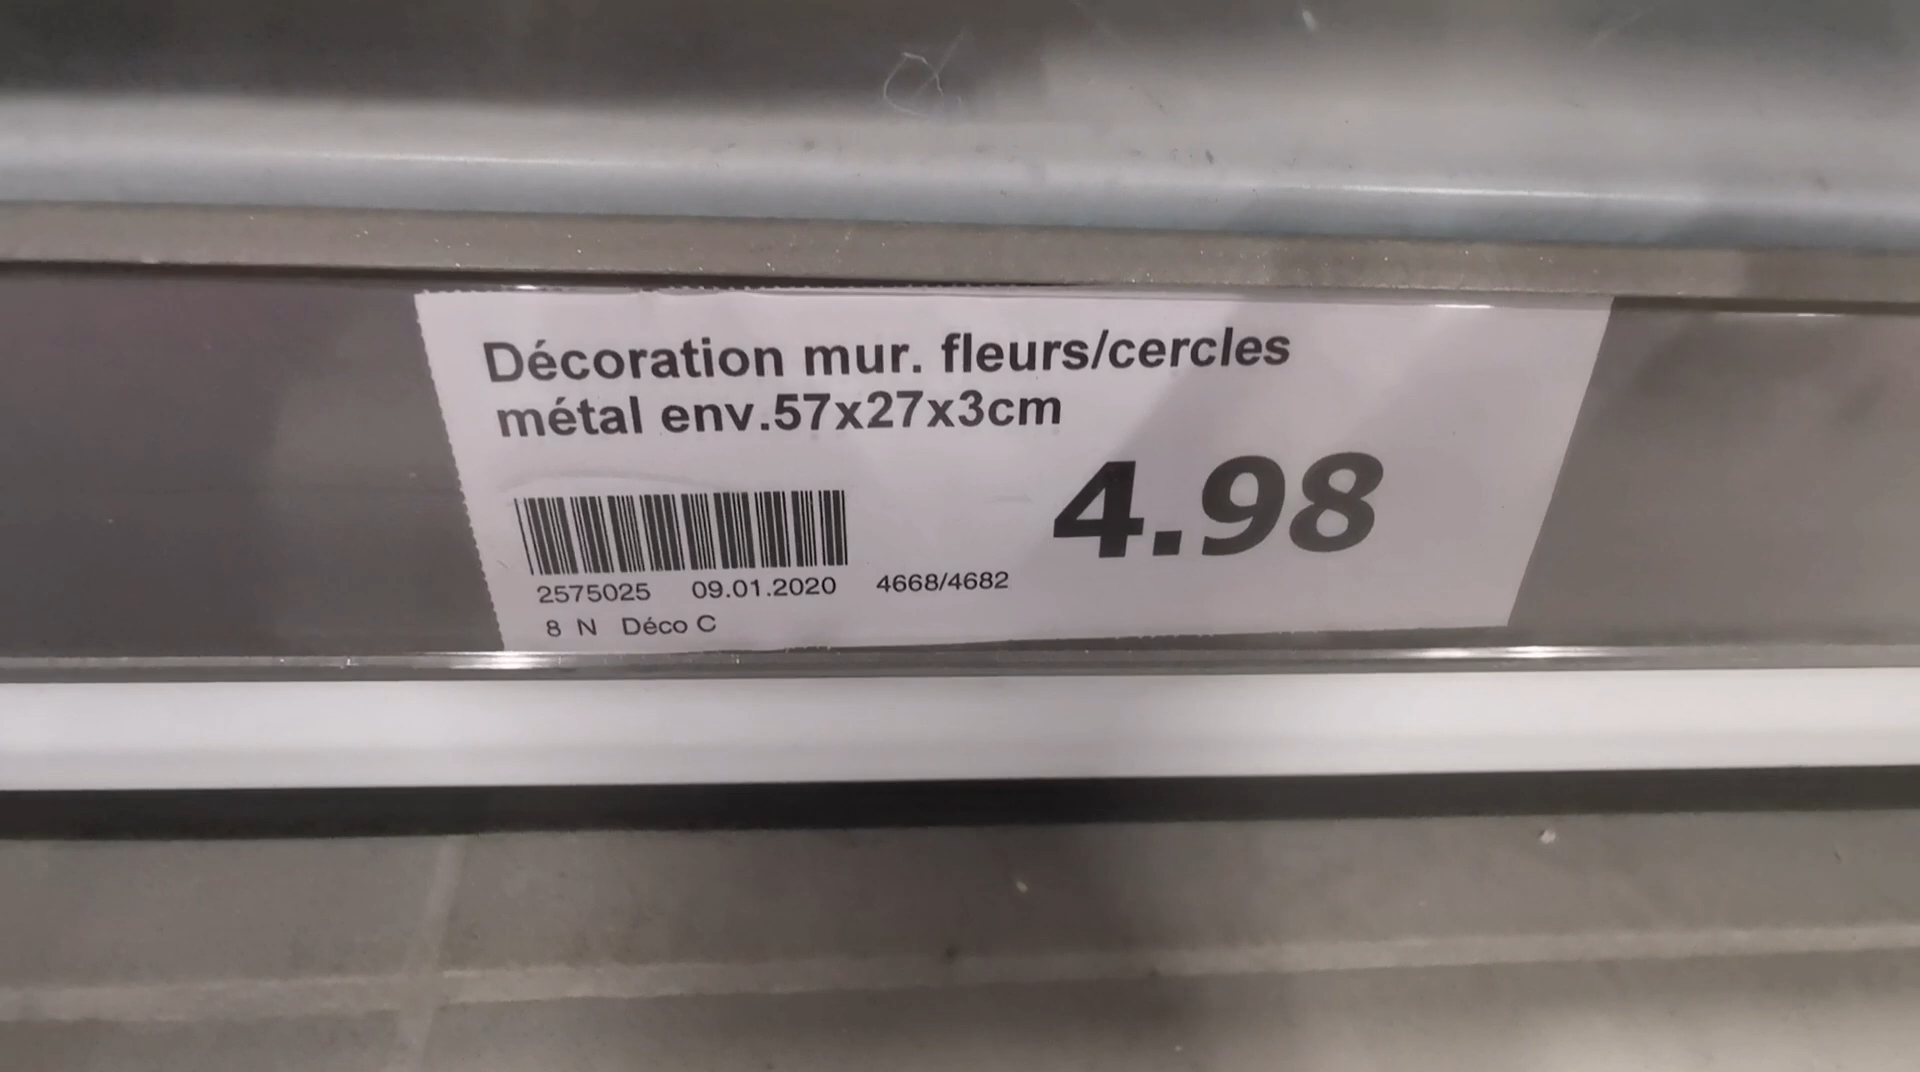 Décoration mur. fleurs/cercles
métal env.57x27x3cm
4.98
2575025 09.01.2020 4668/4682
8 N Déco C